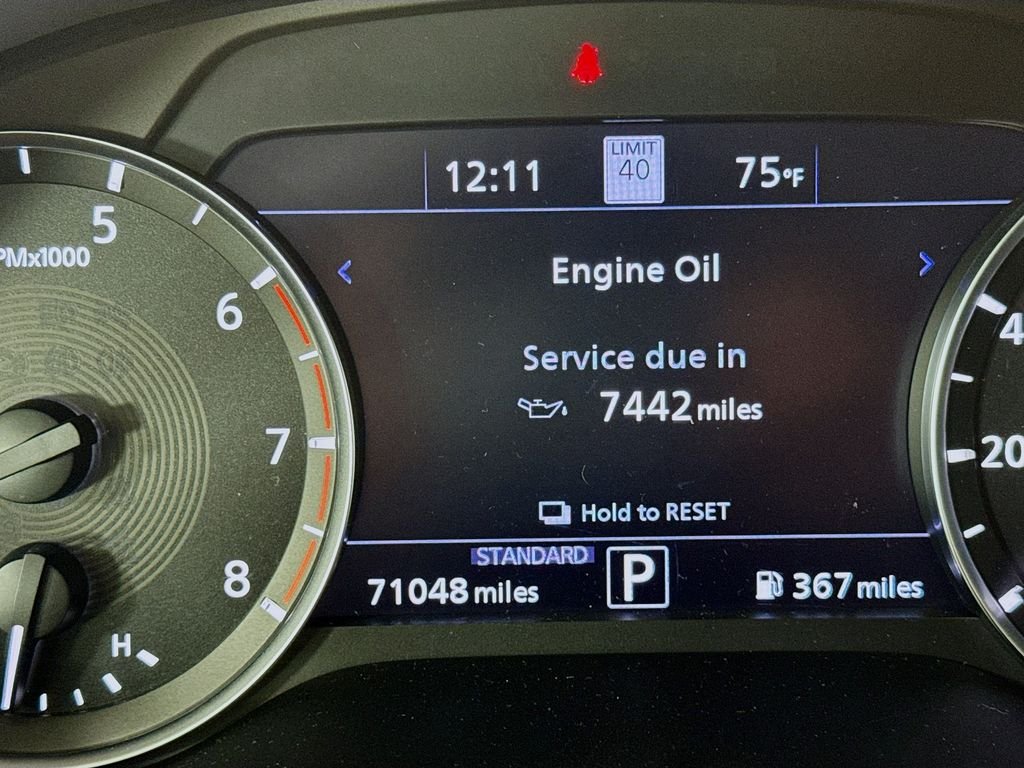 12:11
LIMIT
40
75°F
5
RPMx1000
6
7
8
H
< Engine Oil >
Service due in
7442 miles
Hold to RESET
STANDARD
71048 miles
P
367 miles
4
20